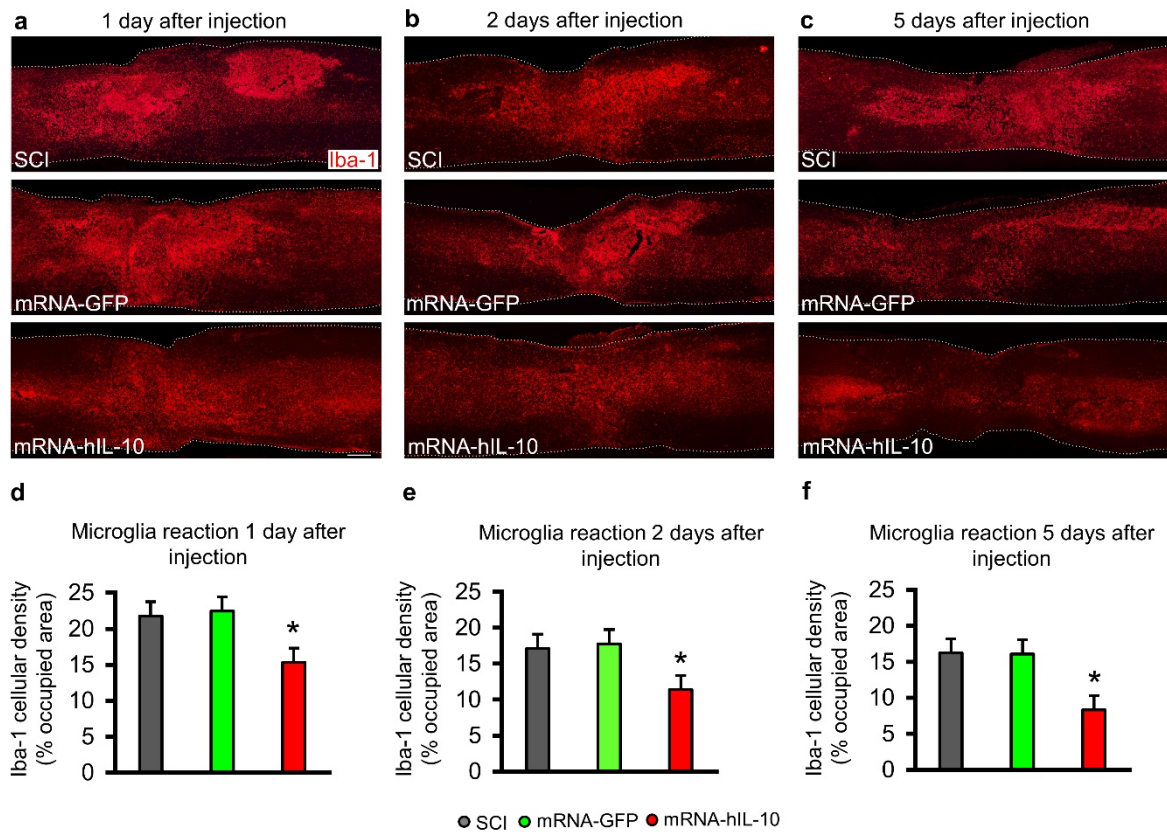 a 1 day after injection
b 2 days after injection
c 5 days after injection
SCI
Iba-1
SCI
SCI
mRNA-GFP
mRNA-GFP
mRNA-GFP
mRNA-hIL-10
mRNA-hIL-10
mRNA-hIL-10
d
Microglia reaction 1 day after
injection
Iba-1 cellular density
(% occupied area)
25
20
15
10
5
0
*
e
Microglia reaction 2 days after
injection
Iba-1 cellular density
(% occupied area)
25
20
15
10
5
0
*
f
Microglia reaction 5 days after
injection
Iba-1 cellular density
(% occupied area)
25
20
15
10
5
0
*
SCI mRNA-GFP mRNA-hIL-10